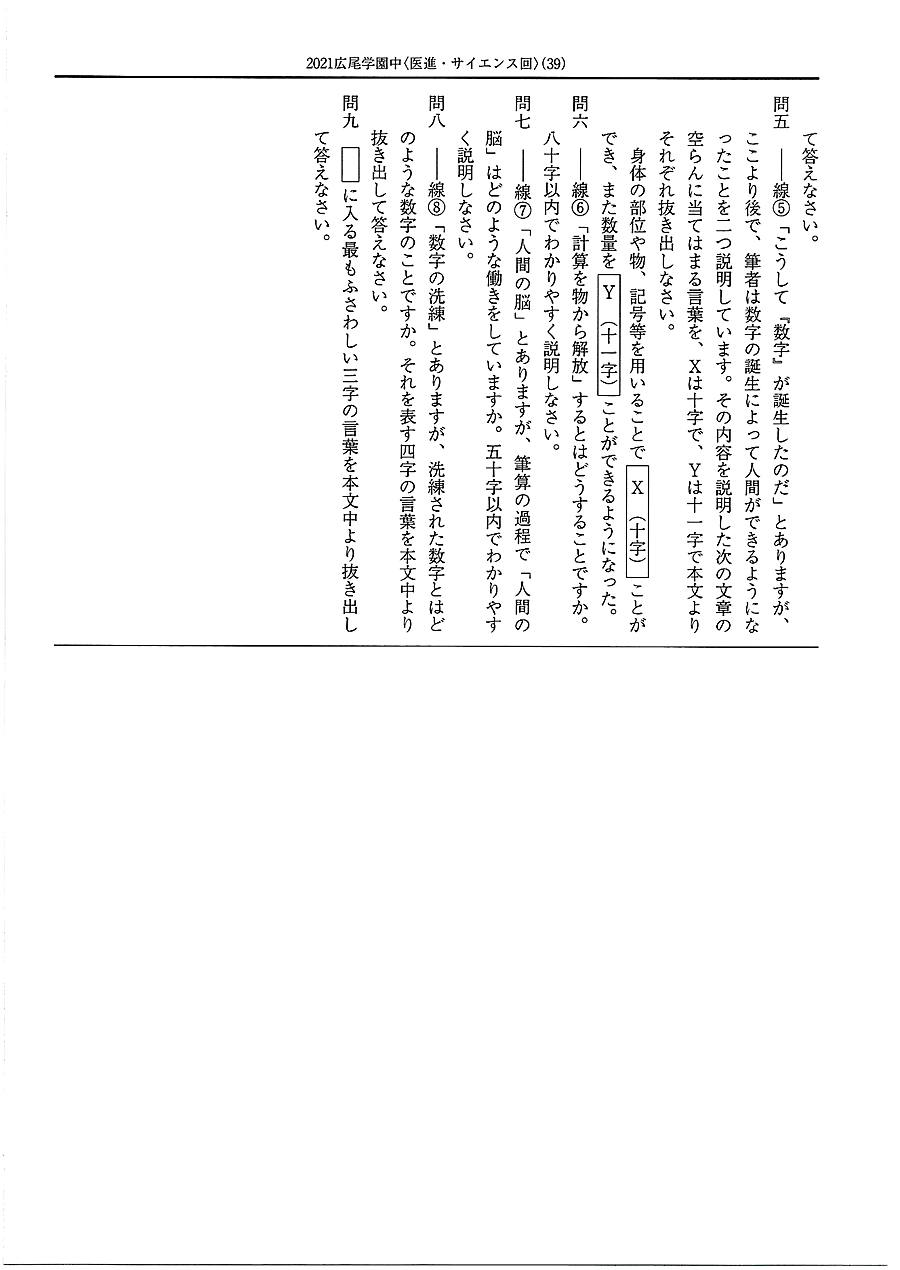 2021広尾学園中〈医進・サイエンス回〉(39)
て答えなさい。
問五 ――線⑤「こうして『数字』が誕生したのだ」とありますが、
ここより後で、筆者は数字の誕生によって人間ができるようにな
ったことを二つ説明しています。その内容を説明した次の文章の
空らんに当てはまる言葉を、Xは十字で、Yは十一字で本文より
それぞれ抜き出しなさい。
身体の部位や物、記号等を用いることで X (十字) ことが
でき、また数量を Y (十一字) ことができるようになった。
問六 ――線⑥「計算を物から解放」するとはどうすることですか。
八十字以内でわかりやすく説明しなさい。
問七 ――線⑦「人間の脳」とありますが、筆算の過程で「人間の
脳」はどのような働きをしていますか。五十字以内でわかりやす
く説明しなさい。
問八 ――線⑧「数字の洗練」とありますが、洗練された数字とはど
のような数字のことですか。それを表す四字の言葉を本文中より
抜き出して答えなさい。
問九 □に入る最もふさわしい三字の言葉を本文中より抜き出し
て答えなさい。